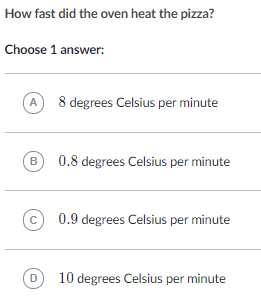 How fast did the oven heat the pizza?
Choose 1 answer:
A 8 degrees Celsius per minute
B 0.8 degrees Celsius per minute
C 0.9 degrees Celsius per minute
D 10 degrees Celsius per minute